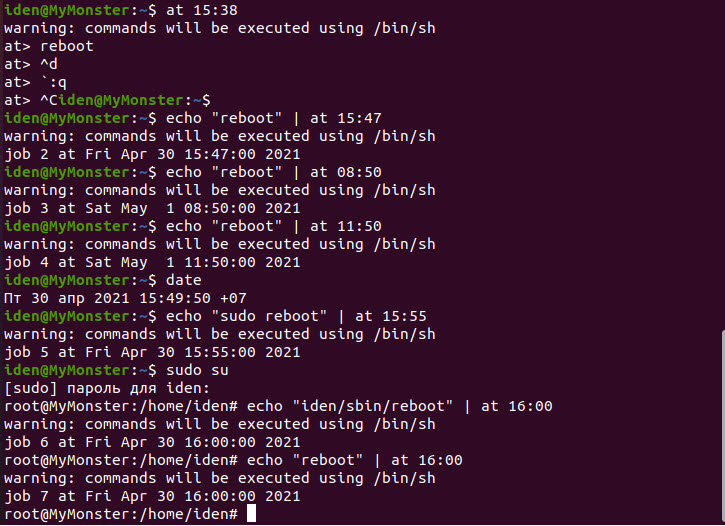 iden@MyMonster:~$ at 15:38
warning: commands will be executed using /bin/sh
at> reboot
at> ^d
at> `:q
at> ^Ciden@MyMonster:~$
iden@MyMonster:~$ echo "reboot" | at 15:47
warning: commands will be executed using /bin/sh
job 2 at Fri Apr 30 15:47:00 2021
iden@MyMonster:~$ echo "reboot" | at 08:50
warning: commands will be executed using /bin/sh
job 3 at Sat May  1 08:50:00 2021
iden@MyMonster:~$ echo "reboot" | at 11:50
warning: commands will be executed using /bin/sh
job 4 at Sat May  1 11:50:00 2021
iden@MyMonster:~$ date
Пт 30 апр 2021 15:49:50 +07
iden@MyMonster:~$ echo "sudo reboot" | at 15:55
warning: commands will be executed using /bin/sh
job 5 at Fri Apr 30 15:55:00 2021
iden@MyMonster:~$ sudo su
[sudo] пароль для iden:
root@MyMonster:/home/iden# echo "iden/sbin/reboot" | at 16:00
warning: commands will be executed using /bin/sh
job 6 at Fri Apr 30 16:00:00 2021
root@MyMonster:/home/iden# echo "reboot" | at 16:00
warning: commands will be executed using /bin/sh
job 7 at Fri Apr 30 16:00:00 2021
root@MyMonster:/home/iden#